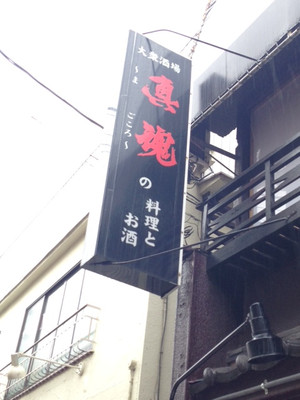 大衆酒場
真魂
～まごころ～
の料理と
お酒